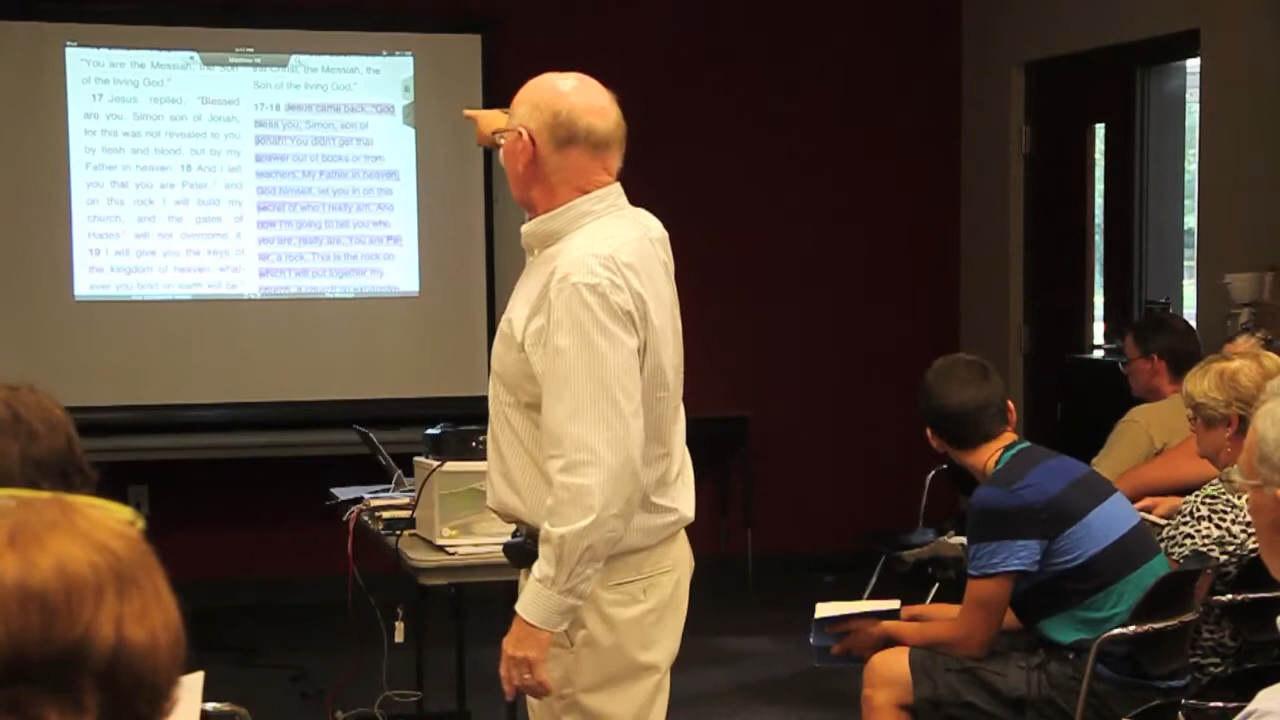 Matthew 16
"You are the Messiah, the Son
of the living God."
17 Jesus replied, "Blessed
are you, Simon son of Jonah,
for this was not revealed to you
by flesh and blood, but by my
Father in heaven. 18 And I tell
you that you are Peter, and
on this rock I will build my
church, and the gates of
Hades will not overcome it.
19 I will give you the keys of
the kingdom of heaven; what-
ever you bind on earth will be
the Christ, the Messiah, the
Son of the living God."
17-18 Jesus came back, "God
bless you, Simon, son of
Jonah! You didn't get that
answer out of books or from
teachers. My Father in heaven,
God himself, let you in on this
secret of who I really am. And
now I'm going to tell you who
you are, really are. You are Pe-
ter, a rock. This is the rock on
which I will put together my
church, a church so expansive